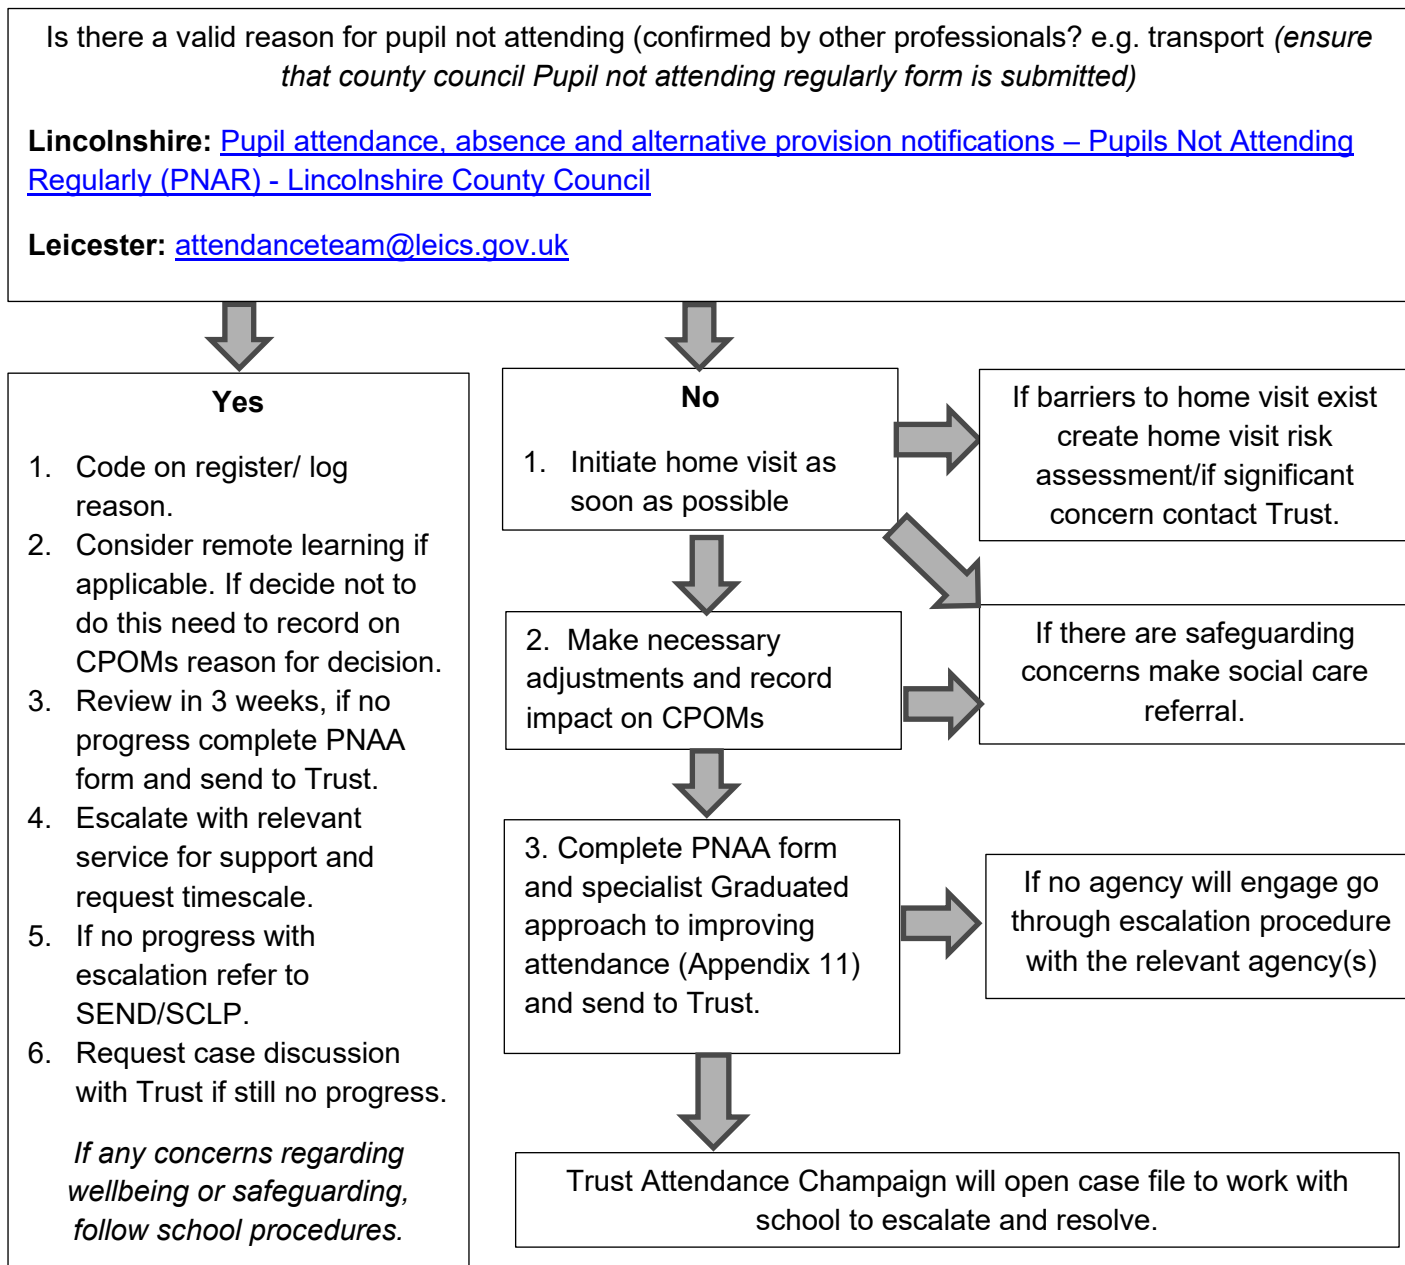 Is there a valid reason for pupil not attending (confirmed by other professionals? e.g. transport (ensure
that county council Pupil not attending regularly form is submitted)
Lincolnshire: Pupil attendance, absence and alternative provision notifications – Pupils Not Attending
Regularly (PNAR) - Lincolnshire County Council
Leicester: attendanceteam@leics.gov.uk
Yes
1. Code on register/ log
reason.
2. Consider remote learning if
applicable. If decide not to
do this need to record on
CPOMs reason for decision.
3. Review in 3 weeks, if no
progress complete PNAA
form and send to Trust.
4. Escalate with relevant
service for support and
request timescale.
5. If no progress with
escalation refer to
SEND/SCLP.
6. Request case discussion
with Trust if still no progress.
If any concerns regarding
wellbeing or safeguarding,
follow school procedures.
No
1. Initiate home visit as
soon as possible
If barriers to home visit exist
create home visit risk
assessment/if significant
concern contact Trust.
2. Make necessary
adjustments and record
impact on CPOMs
If there are safeguarding
concerns make social care
referral.
3. Complete PNAA form
and specialist Graduated
approach to improving
attendance (Appendix 11)
and send to Trust.
If no agency will engage go
through escalation procedure
with the relevant agency(s)
Trust Attendance Champaign will open case file to work with
school to escalate and resolve.